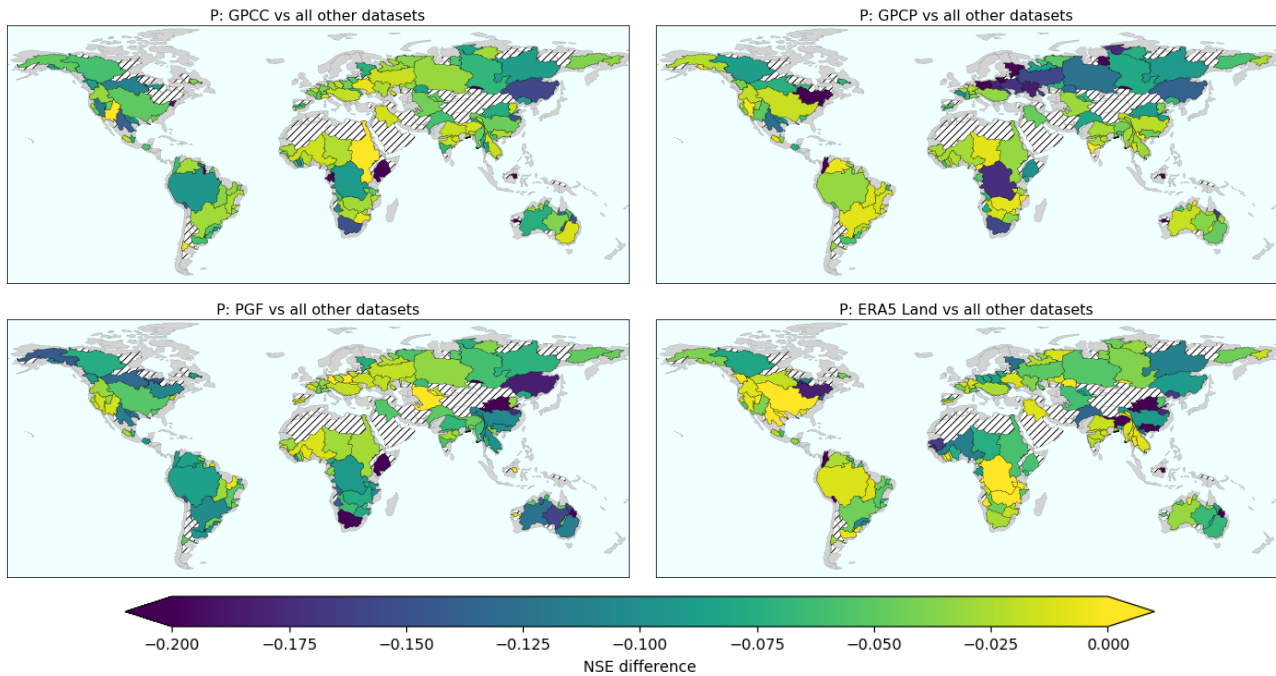 P: GPCC vs all other datasets
P: GPCP vs all other datasets
P: PGF vs all other datasets
P: ERA5 Land vs all other datasets
−0.200 −0.175 −0.150 −0.125 −0.100 −0.075 −0.050 −0.025 0.000
NSE difference